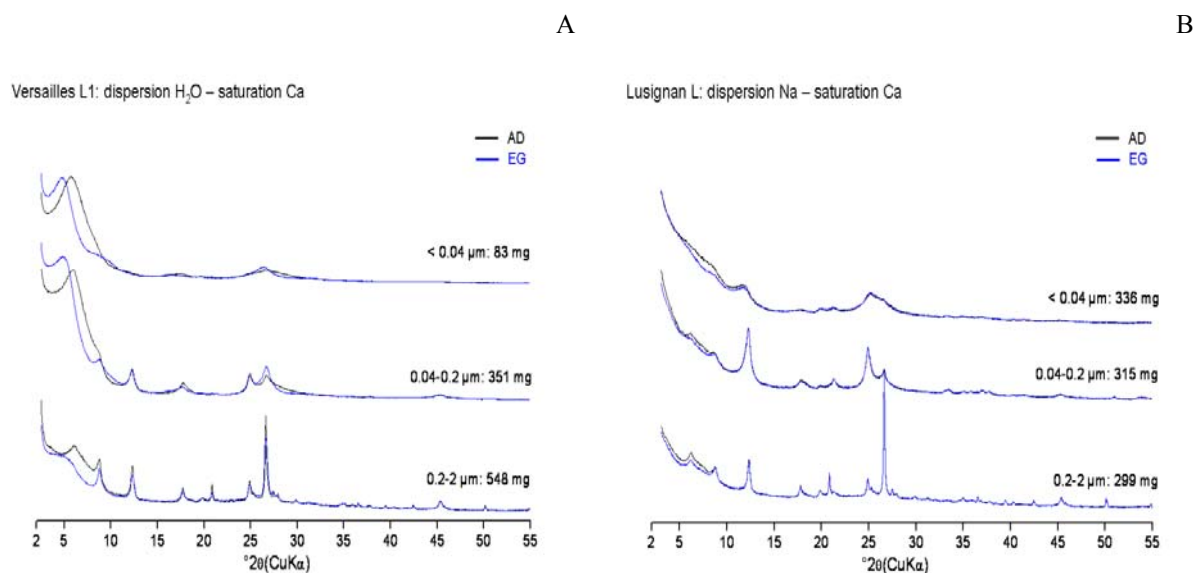 A
B
Versailles L1: dispersion H₂O – saturation Ca
Lusignan L: dispersion Na – saturation Ca
AD
EG
AD
EG
< 0.04 µm: 83 mg
0.04-0.2 µm: 351 mg
0.2-2 µm: 548 mg
< 0.04 µm: 336 mg
0.04-0.2 µm: 315 mg
0.2-2 µm: 299 mg
2 5 10 15 20 25 30 35 40 45 50 55
°2θ(CuKα)
2 5 10 15 20 25 30 35 40 45 50 55
°2θ(CuKα)